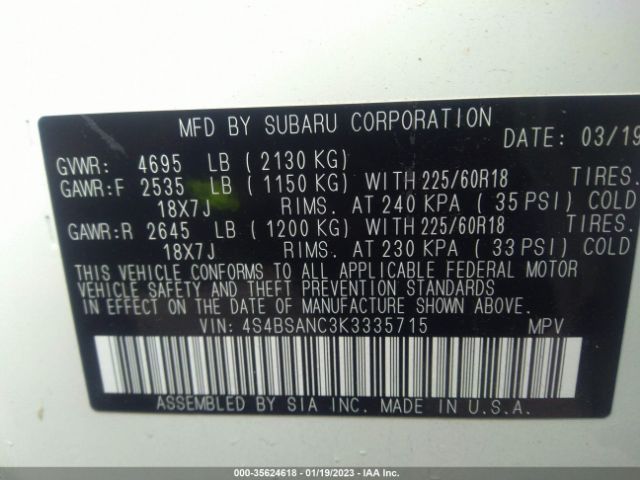 MFD BY SUBARU CORPORATION
DATE: 03/19
GVWR: 4695 LB (2130 KG)
GAWR:F 2535 LB (1150 KG) WITH 225/60R18 TIRES.
18X7J RIMS. AT 240 KPA (35 PSI) COLD
GAWR:R 2645 LB (1200 KG) WITH 225/60R18 TIRES.
18X7J RIMS. AT 230 KPA (33 PSI) COLD
THIS VEHICLE CONFORMS TO ALL APPLICABLE FEDERAL MOTOR
VEHICLE SAFETY AND THEFT PREVENTION STANDARDS
IN EFFECT ON THE DATE OF MANUFACTURE SHOWN ABOVE.
VIN: 4S4BSANC3K3335715 MPV
ASSEMBLED BY SIA INC. MADE IN U.S.A.
000-35624618 - 01/19/2023 - IAA Inc.